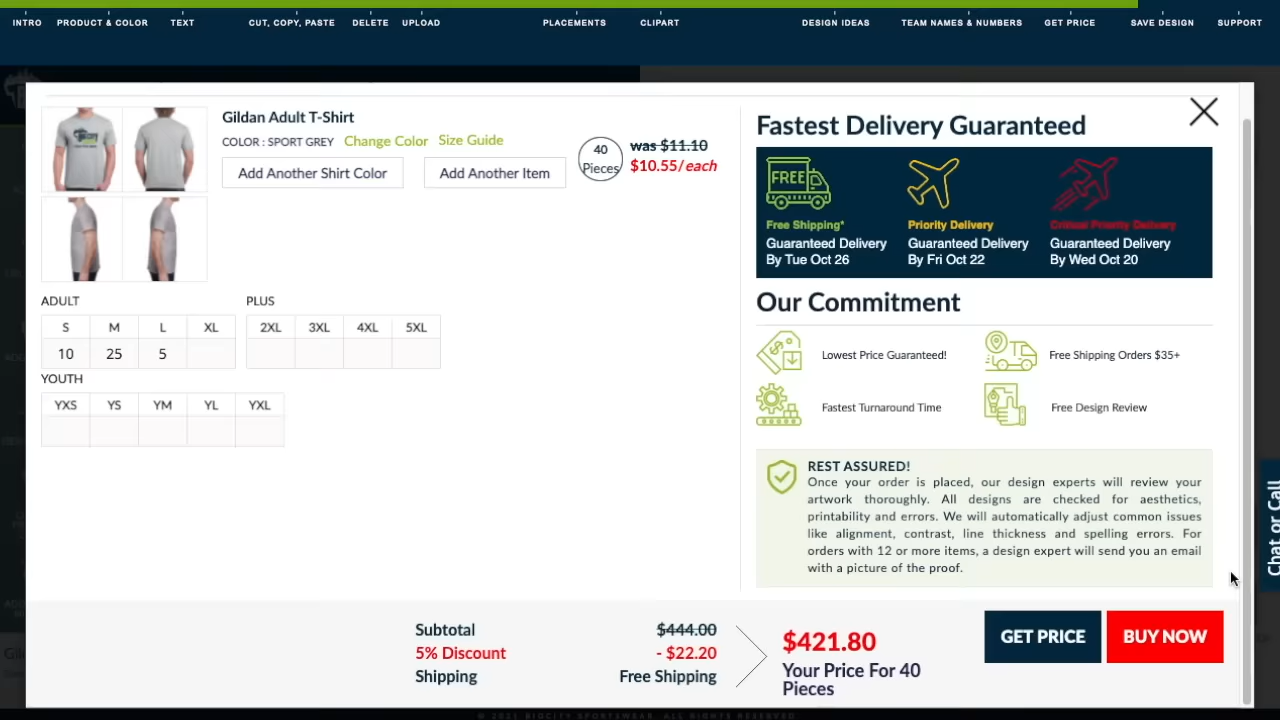 INTRO PRODUCT & COLOR TEXT CUT, COPY, PASTE DELETE UPLOAD PLACEMENTS CLIPART DESIGN IDEAS TEAM NAMES & NUMBERS GET PRICE SAVE DESIGN SUPPORT
Gildan Adult T-Shirt
COLOR : SPORT GREY Change Color Size Guide
Add Another Shirt Color Add Another Item
40
Pieces
was $11.10
$10.55/each
ADULT
S M L XL
10 25 5
PLUS
2XL 3XL 4XL 5XL
YOUTH
YXS YS YM YL YXL
Fastest Delivery Guaranteed
FREE
Free Shipping*
Guaranteed Delivery
By Tue Oct 26
Priority Delivery
Guaranteed Delivery
By Fri Oct 22
Critical Priority Delivery
Guaranteed Delivery
By Wed Oct 20
Our Commitment
Lowest Price Guaranteed!
Free Shipping Orders $35+
Fastest Turnaround Time
Free Design Review
REST ASSURED!
Once your order is placed, our design experts will review your
artwork thoroughly. All designs are checked for aesthetics,
printability and errors. We will automatically adjust common issues
like alignment, contrast, line thickness and spelling errors. For
orders with 12 or more items, a design expert will send you an email
with a picture of the proof.
Chat or Call
Subtotal $444.00
5% Discount - $22.20
Shipping Free Shipping
$421.80
Your Price For 40
Pieces
GET PRICE BUY NOW
© 2021 BIGCITY SPORTSWEAR. ALL RIGHTS RESERVED.